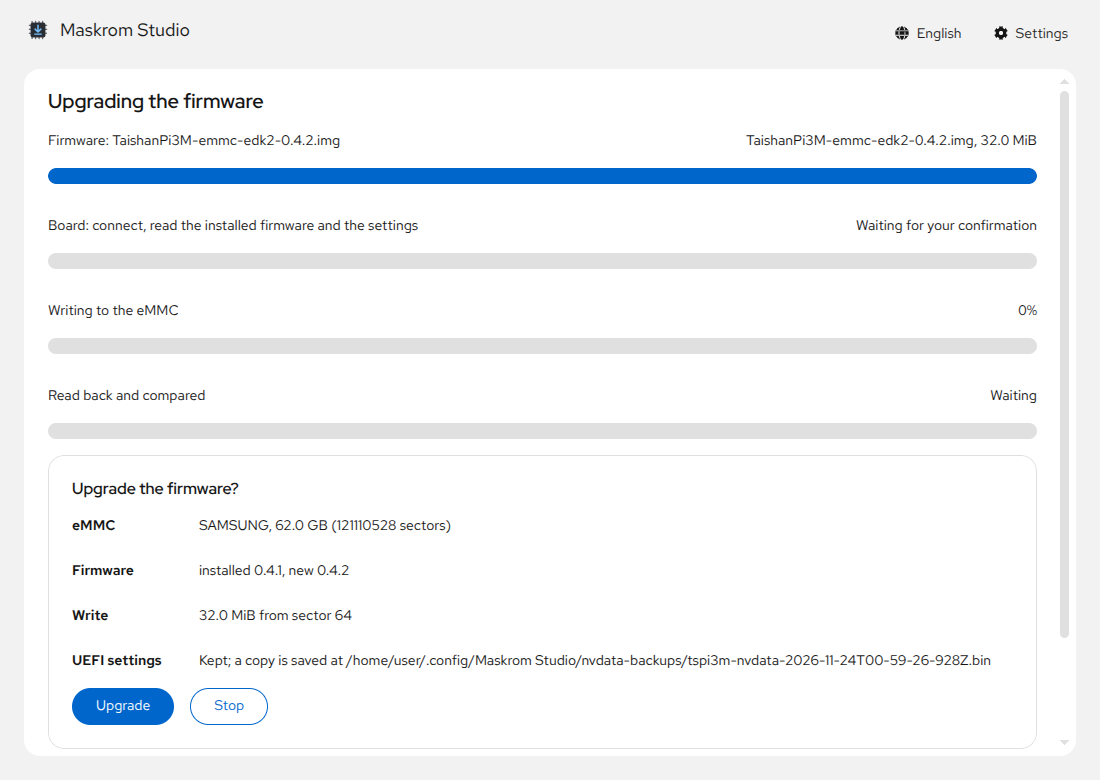 Maskrom Studio
English
Settings
Upgrading the firmware
Firmware: TaishanPi3M-emmc-edk2-0.4.2.img
TaishanPi3M-emmc-edk2-0.4.2.img, 32.0 MiB
Board: connect, read the installed firmware and the settings
Waiting for your confirmation
Writing to the eMMC
0%
Read back and compared
Waiting
Upgrade the firmware?
eMMC SAMSUNG, 62.0 GB (121110528 sectors)
Firmware installed 0.4.1, new 0.4.2
Write 32.0 MiB from sector 64
UEFI settings Kept; a copy is saved at /home/user/.config/Maskrom Studio/nvdata-backups/tspi3m-nvdata-2026-11-24T00-59-26-928Z.bin
Upgrade
Stop